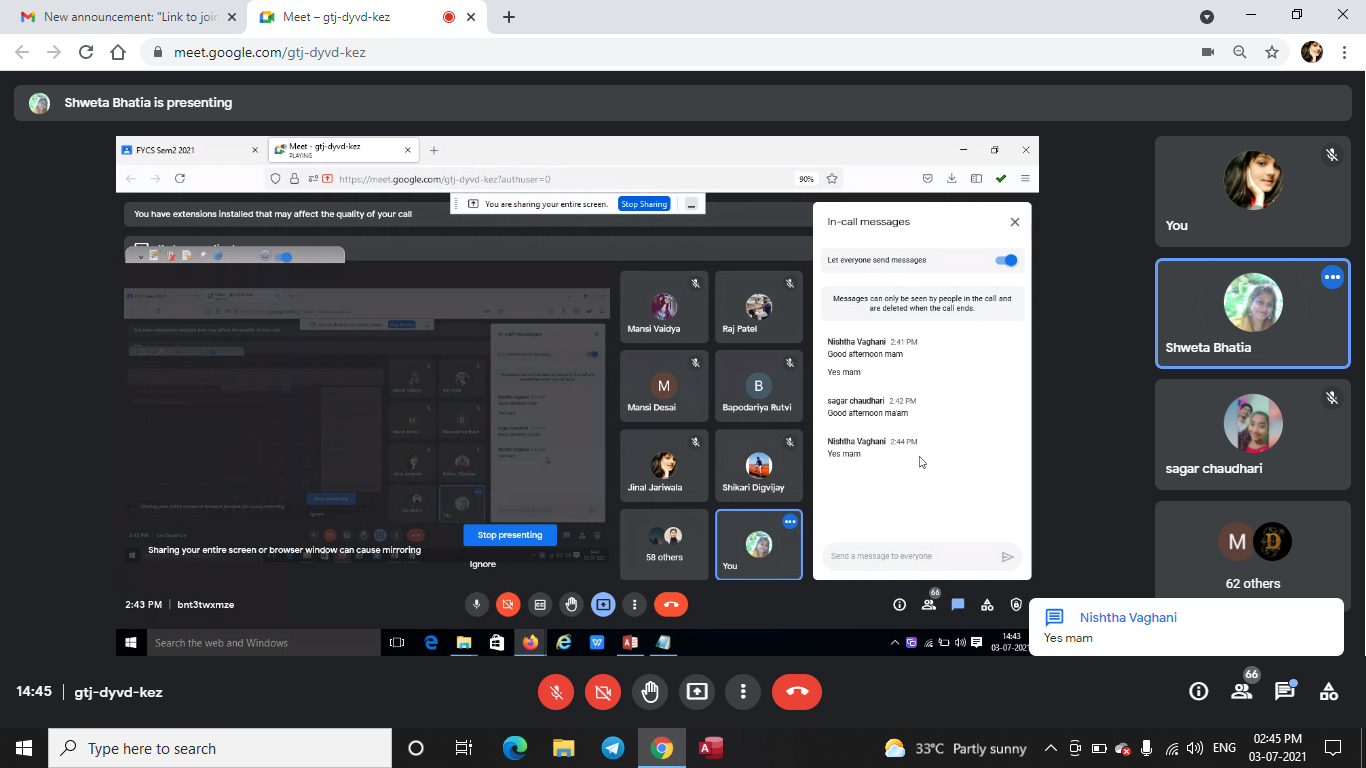 New announcement: "Link to join
Meet – gtj-dyvd-kez
meet.google.com/gtj-dyvd-kez
Shweta Bhatia is presenting
FYCS Sem2 2021
Meet - gtj-dyvd-kez
PLAYING
https://meet.google.com/gtj-dyvd-kez?authuser=0
90%
You are sharing your entire screen.
Stop Sharing
You have extensions installed that may affect the quality of your call
In-call messages
Let everyone send messages
Messages can only be seen by people in the call and
are deleted when the call ends.
Nishtha Vaghani 2:41 PM
Good afternoon mam
Yes mam
sagar chaudhari 2:42 PM
Good afternoon ma'am
Nishtha Vaghani 2:44 PM
Yes mam
Send a message to everyone
Mansi Vaidya
Raj Patel
M
Mansi Desai
B
Bapodariya Rutvi
Jinal Jariwala
Shikari Digvijay
58 others
You
Stop presenting
Sharing your entire screen or browser window can cause mirroring
Ignore
2:43 PM | bnt3twxmze
66
Search the web and Windows
14:43
03-07-2021
You
Shweta Bhatia
sagar chaudhari
M
62 others
Nishtha Vaghani
Yes mam
14:45 | gtj-dyvd-kez
66
Type here to search
33°C Partly sunny
ENG
02:45 PM
03-07-2021